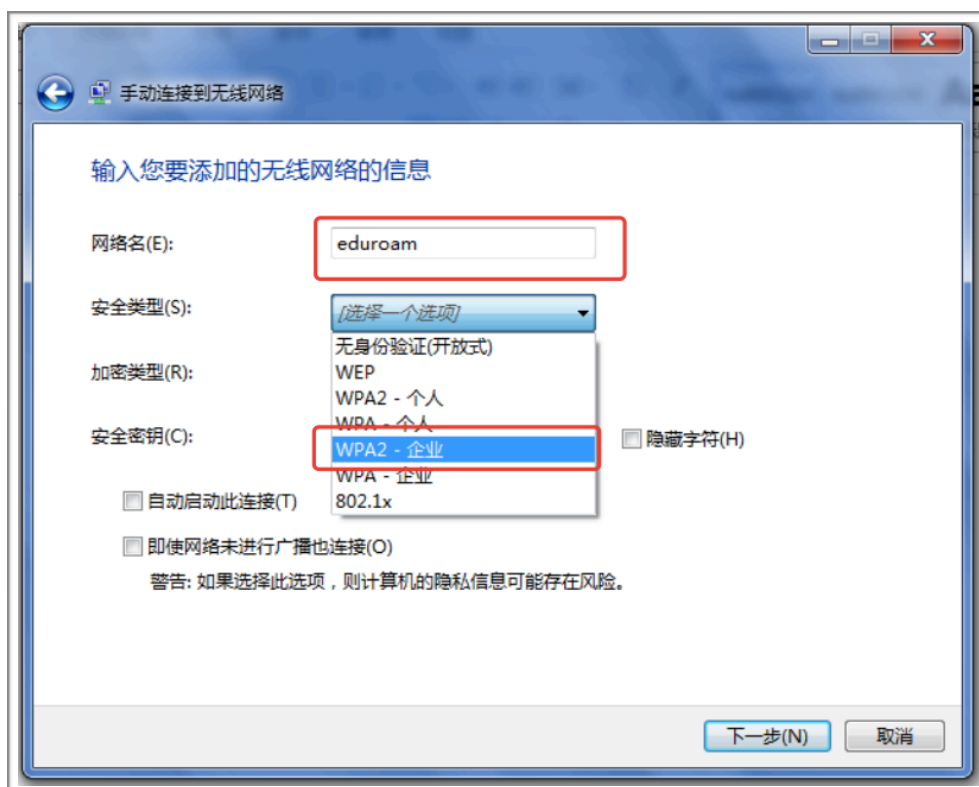 手动连接到无线网络
输入您要添加的无线网络的信息
网络名(E):
eduroam
安全类型(S):
[选择一个选项]
无身份验证(开放式)
加密类型(R):
WEP
WPA2 - 个人
WPA - 个人
安全密钥(C):
WPA2 - 企业
隐藏字符(H)
WPA - 企业
自动启动此连接(T)
802.1x
即使网络未进行广播也连接(O)
警告: 如果选择此选项，则计算机的隐私信息可能存在风险。
下一步(N)
取消